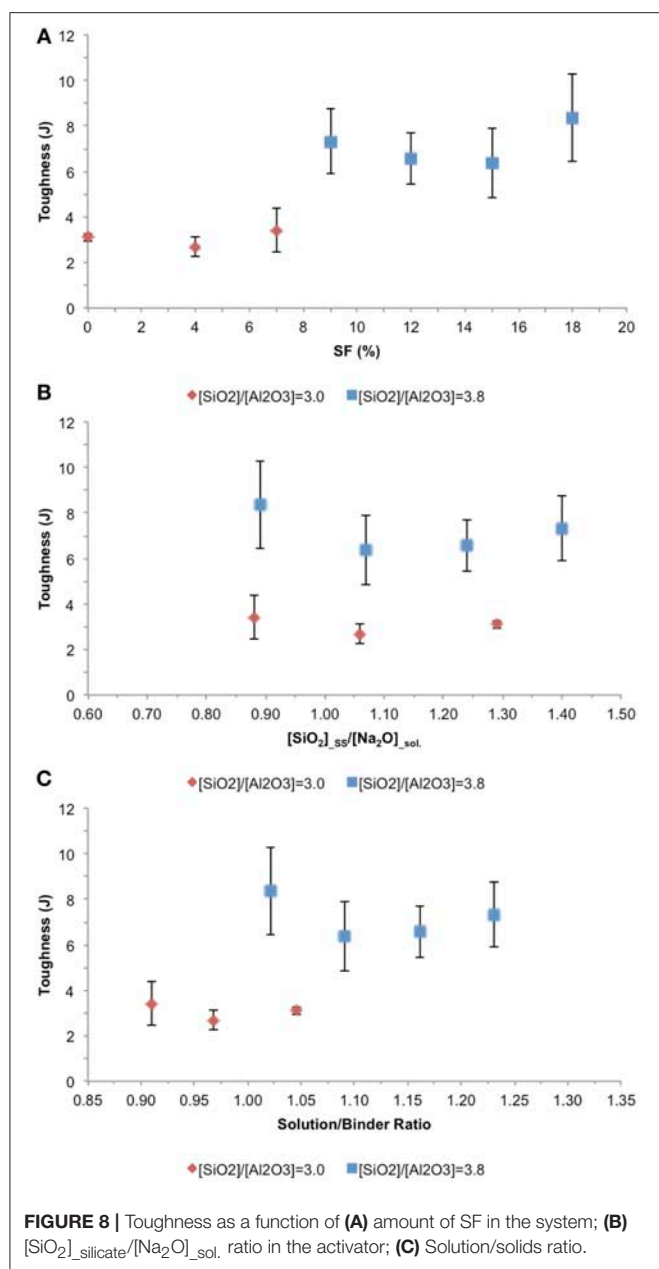 A
Toughness (J)
12
10
8
6
4
2
0
0 2 4 6 8 10 12 14 16 18 20
SF (%)
[SiO2]/[Al2O3]=3.0 [SiO2]/[Al2O3]=3.8
B
Toughness (J)
12
10
8
6
4
2
0
0.60 0.70 0.80 0.90 1.00 1.10 1.20 1.30 1.40 1.50
[SiO₂]_SS/[Na₂O]_sol.
[SiO2]/[Al2O3]=3.0 [SiO2]/[Al2O3]=3.8
C
Toughness (J)
12
10
8
6
4
2
0
0.85 0.90 0.95 1.00 1.05 1.10 1.15 1.20 1.25 1.30 1.35
Solution/Binder Ratio
[SiO2]/[Al2O3]=3.0 [SiO2]/[Al2O3]=3.8
FIGURE 8 | Toughness as a function of (A) amount of SF in the system; (B)
[SiO₂]_silicate/[Na₂O]_sol. ratio in the activator; (C) Solution/solids ratio.